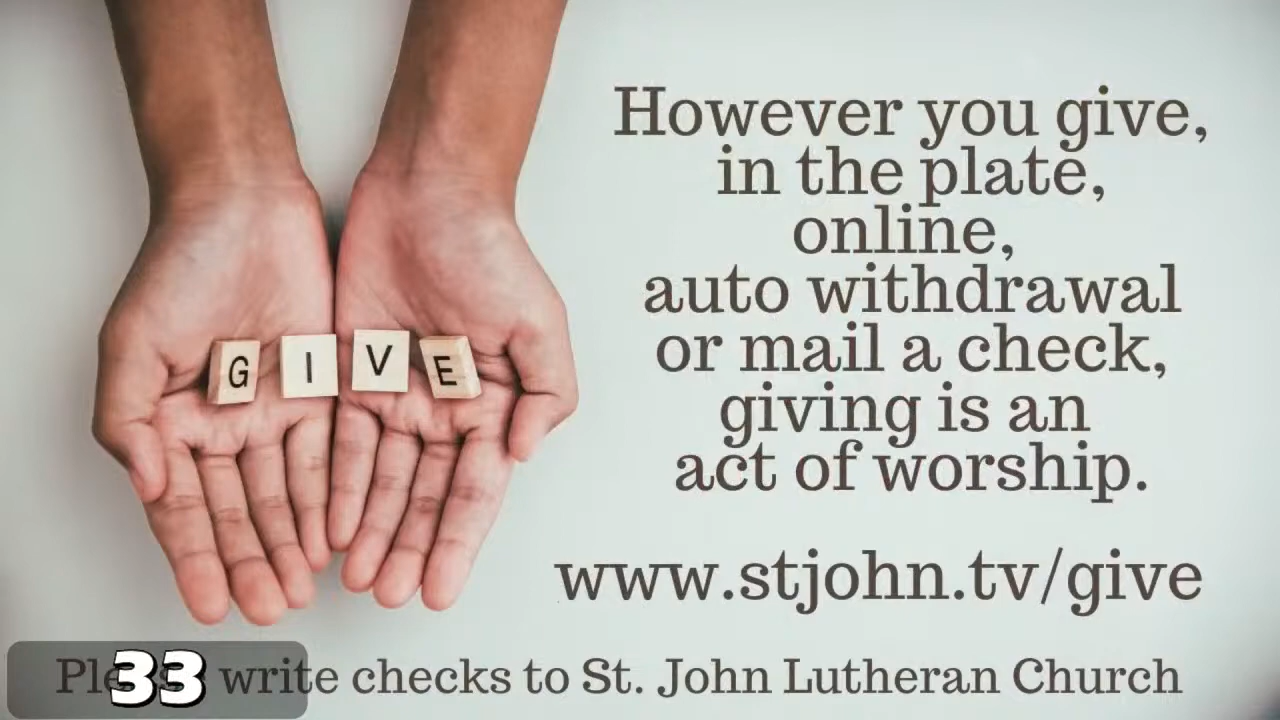 GIVE
However you give,
in the plate,
online,
auto withdrawal
or mail a check,
giving is an
act of worship.
www.stjohn.tv/give
33
write checks to St. John Lutheran Church